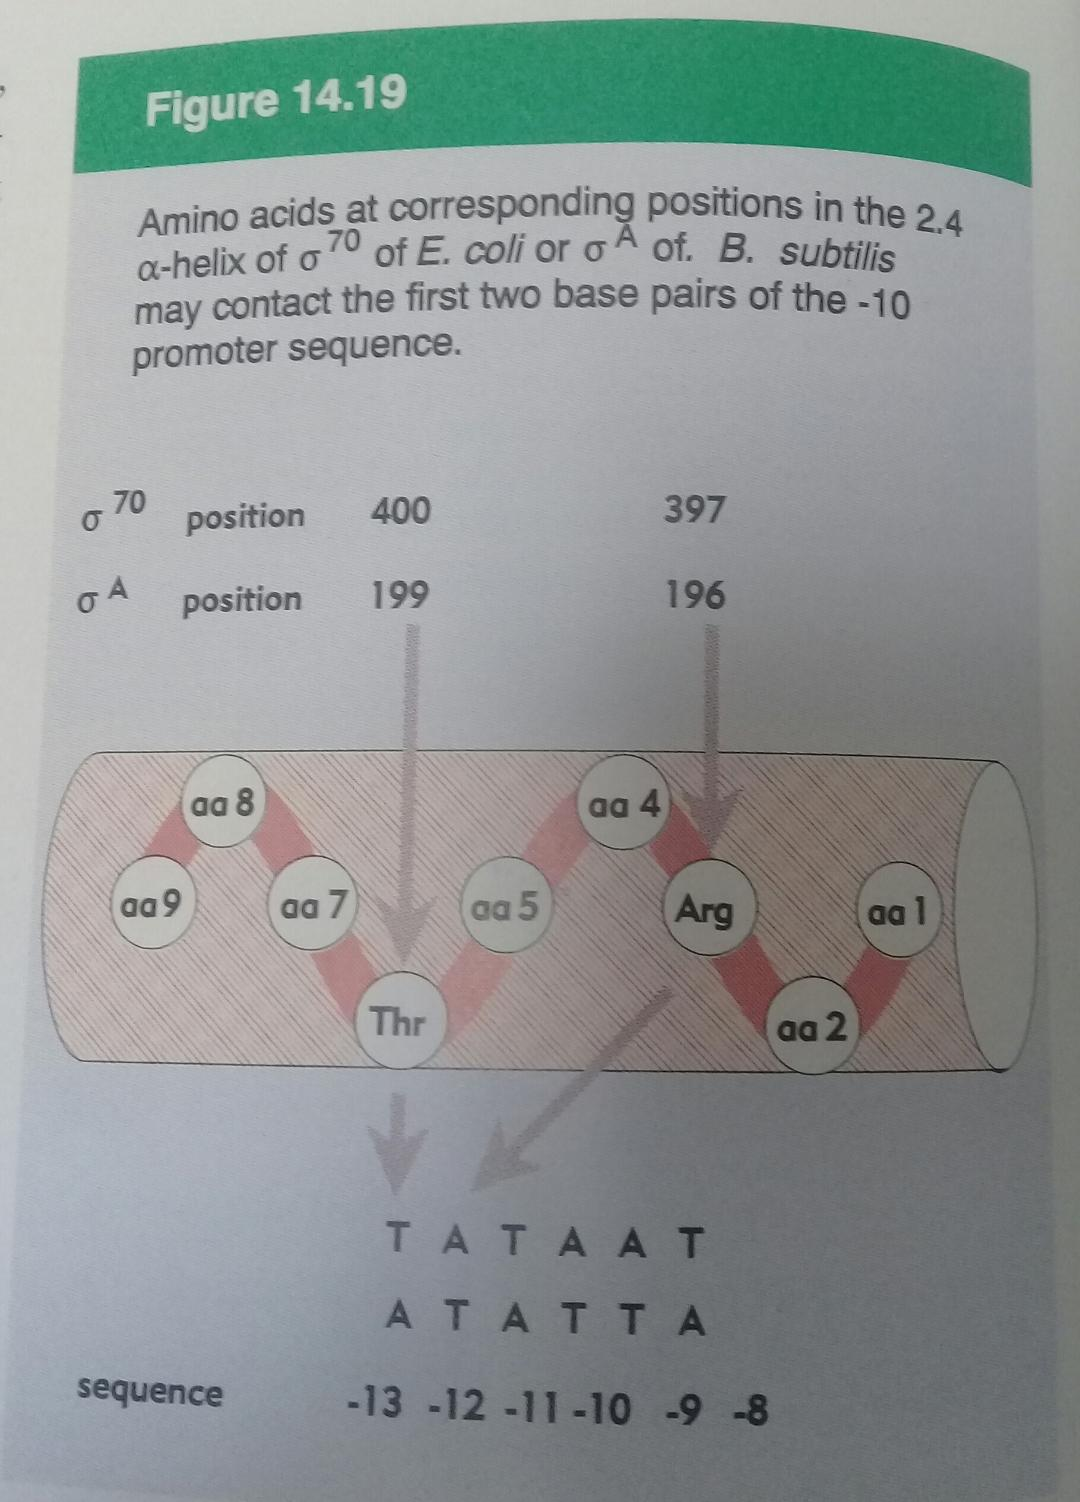 Figure 14.19
Amino acids at corresponding positions in the 2.4
α-helix of σ70 of E. coli or σA of. B. subtilis
may contact the first two base pairs of the -10
promoter sequence.
σ70 position 400 397
σA position 199 196
aa 8 aa 4
aa9 aa 7 aa 5 Arg aa 1
Thr aa 2
T A T A A T
A T A T T A
sequence -13 -12 -11 -10 -9 -8